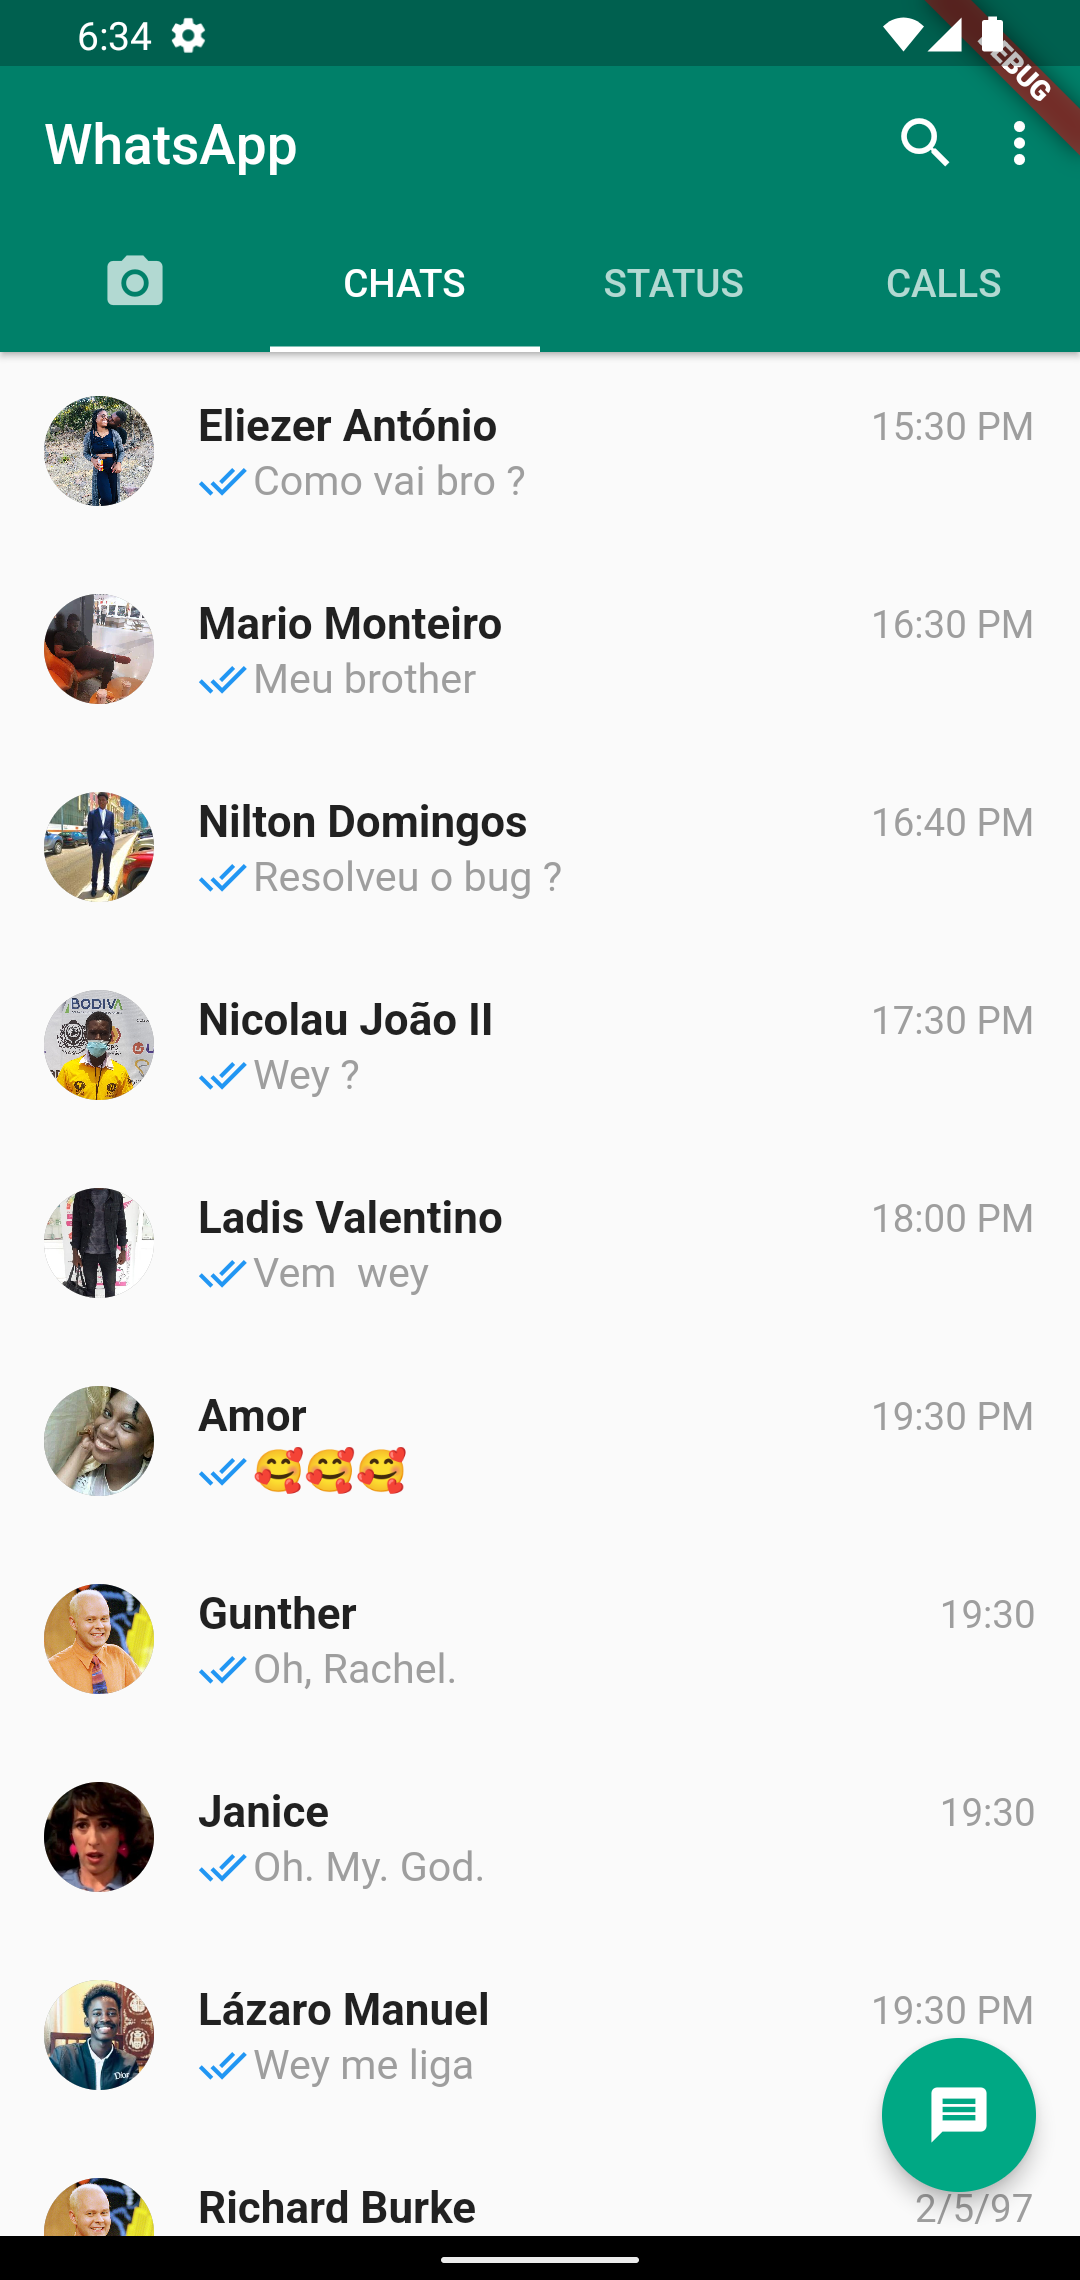 6:34
DEBUG
WhatsApp
CHATS STATUS CALLS
Eliezer António 15:30 PM
Como vai bro ?
Mario Monteiro 16:30 PM
Meu brother
Nilton Domingos 16:40 PM
Resolveu o bug ?
BODIVA
Nicolau João II 17:30 PM
Wey ?
Ladis Valentino 18:00 PM
Vem  wey
Amor 19:30 PM
🥰🥰🥰
Gunther 19:30
Oh, Rachel.
Janice 19:30
Oh. My. God.
Lázaro Manuel 19:30 PM
Wey me liga
Dior
Richard Burke 2/5/97